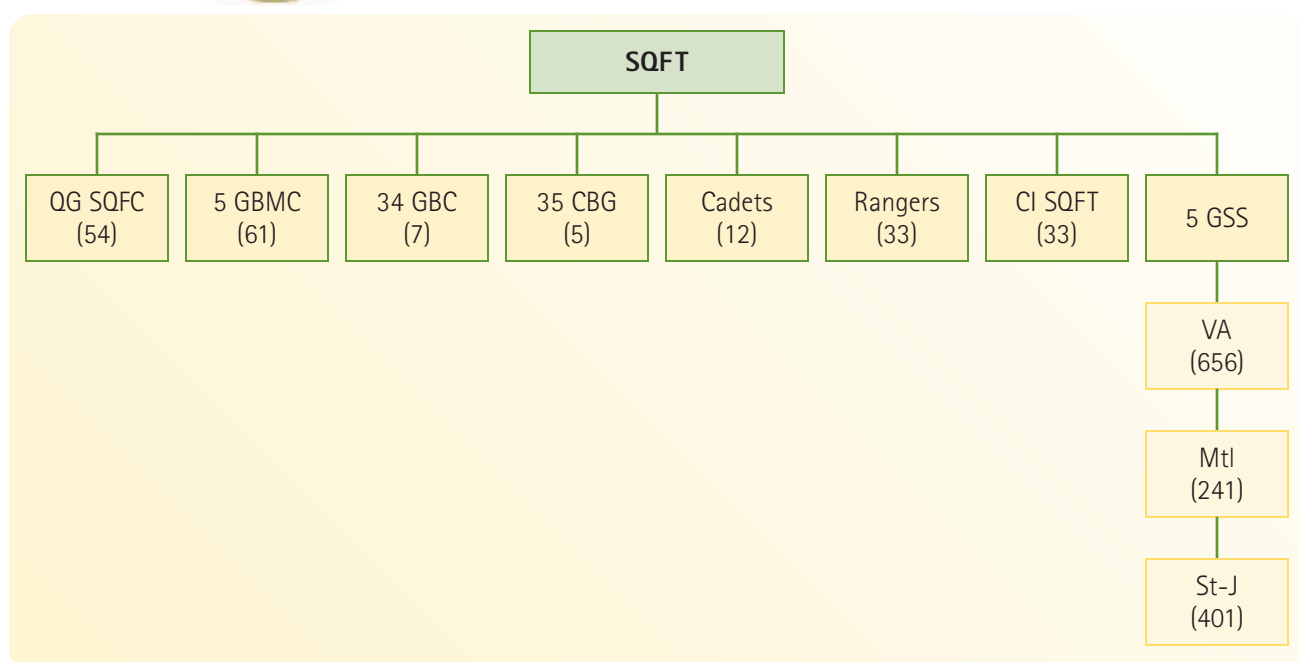 SQFT
QG SQFC
(54)
5 GBMC
(61)
34 GBC
(7)
35 CBG
(5)
Cadets
(12)
Rangers
(33)
CI SQFT
(33)
5 GSS
VA
(656)
Mtl
(241)
St-J
(401)